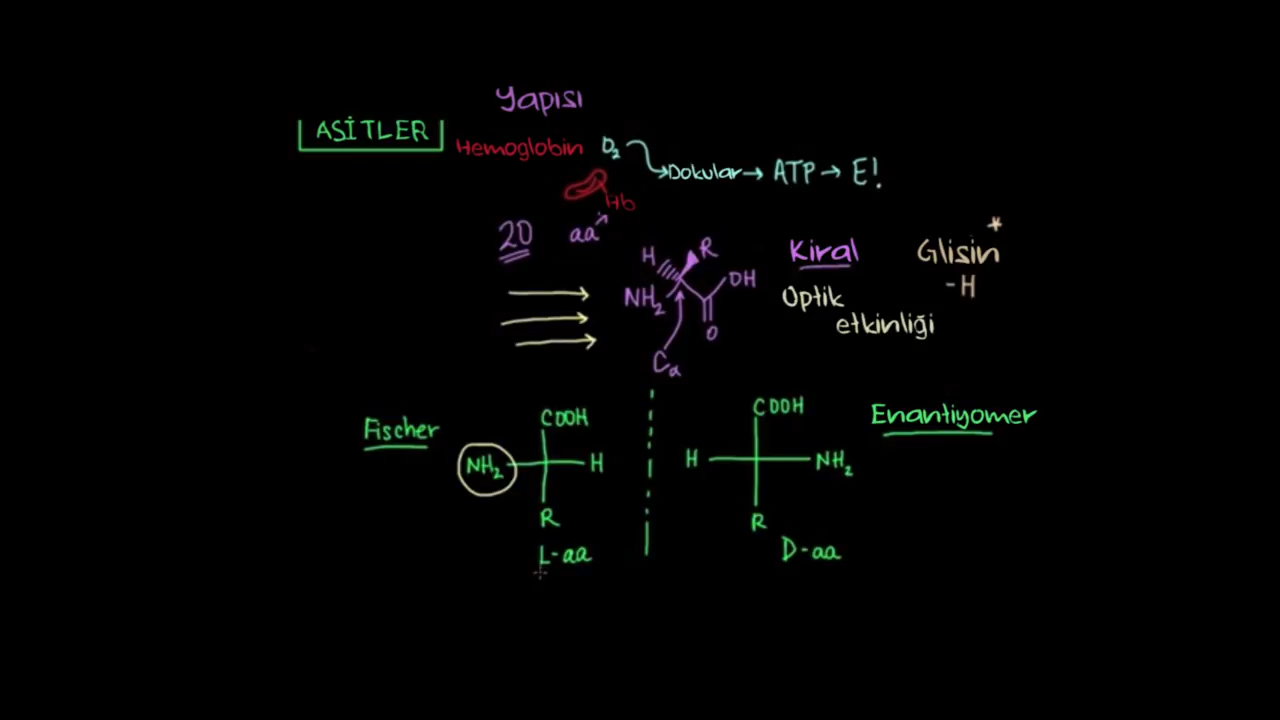 Yapısı
ASİTLER
Hemoglobin O₂ → Dokular → ATP → E!
Hb
20 aa
H R
NH₂ OH
O
Cα
Kiral
Glisin *
-H
Optik
etkinliği
Fischer
COOH
NH₂ H
R
L-aa
COOH
H NH₂
R
D-aa
Enantiyomer